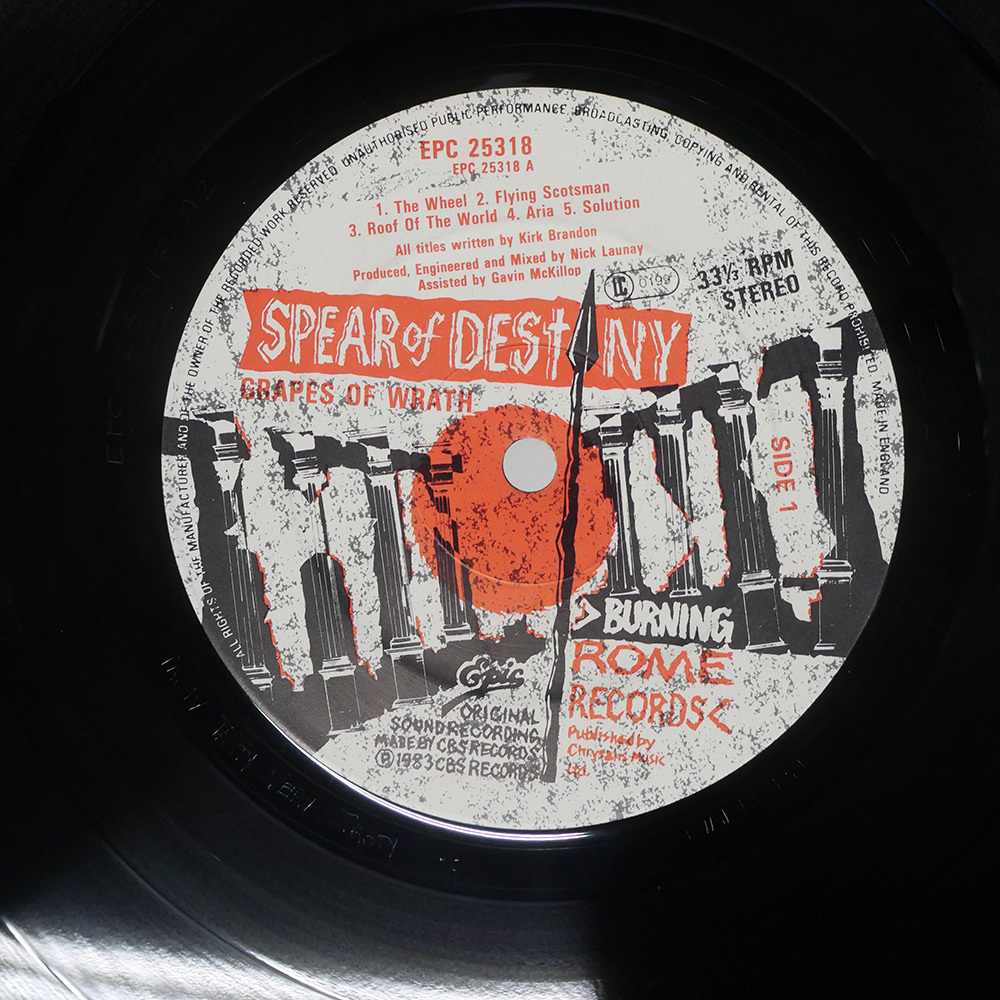 ALL RIGHTS OF THE MANUFACTURER AND OF THE OWNER OF THE RECORDED WORK RESERVED. UNAUTHORISED PUBLIC PERFORMANCE, BROADCASTING, COPYING AND RENTAL OF THIS RECORD PROHIBITED. MADE IN ENGLAND
EPC 25318
EPC 25318 A
1. The Wheel 2. Flying Scotsman
3. Roof Of The World 4. Aria 5. Solution
All titles written by Kirk Brandon
Produced, Engineered and Mixed by Nick Launay
Assisted by Gavin McKillop
LC 0199
33⅓ RPM
STEREO
SPEAR of DESTINY
GRAPES OF WRATH
SIDE 1
> BURNING
ROME
RECORDS <
Published by
Chrysalis Music
Ltd.
Epic
ORIGINAL
SOUND RECORDING
MADE BY CBS RECORDS
℗ 1983 CBS RECORDS